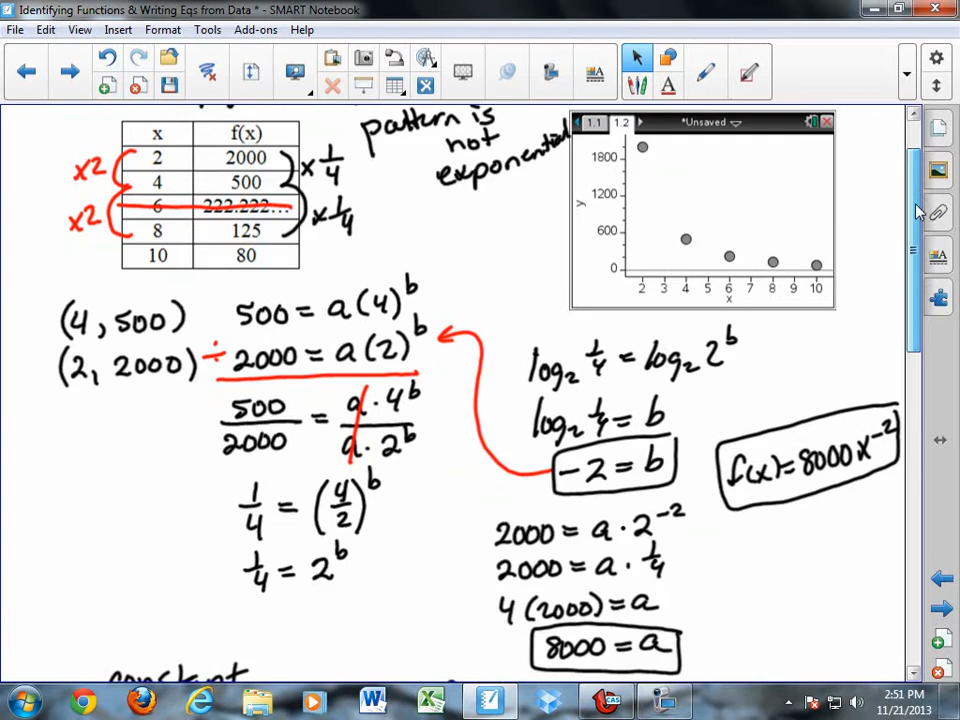 Identifying Functions & Writing Eqs from Data * - SMART Notebook
File Edit View Insert Format Tools Add-ons Help
pattern is
not
exponential
x f(x)
2 2000
4 500
6 222.222...
8 125
10 80
x2
x2
x 1/4
x 1/4
1.1 1.2 *Unsaved
y
1800
1200
600
0
2 4 6 8 10
x
(4, 500) 500 = a(4)^b
(2, 2000) ÷ 2000 = a(2)^b
500/2000 = a · 4^b / a · 2^b
1/4 = (4/2)^b
1/4 = 2^b
log₂ 1/4 = log₂ 2^b
log₂ 1/4 = b
-2 = b
2000 = a · 2^-2
2000 = a · 1/4
4(2000) = a
8000 = a
f(x) = 8000x^-2
constant
2:51 PM
11/21/2013